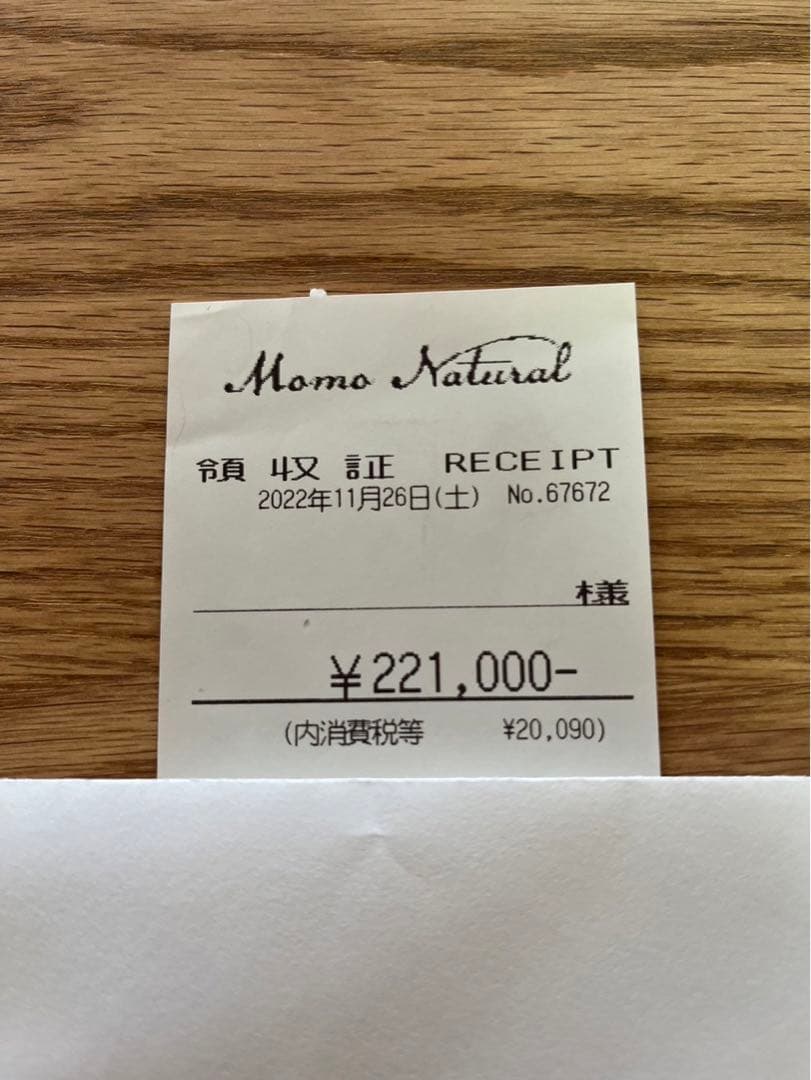 Momo Natural
領収証 RECEIPT
2022年11月26日(土) No.67672
様
¥221,000-
(内消費税等 ¥20,090)